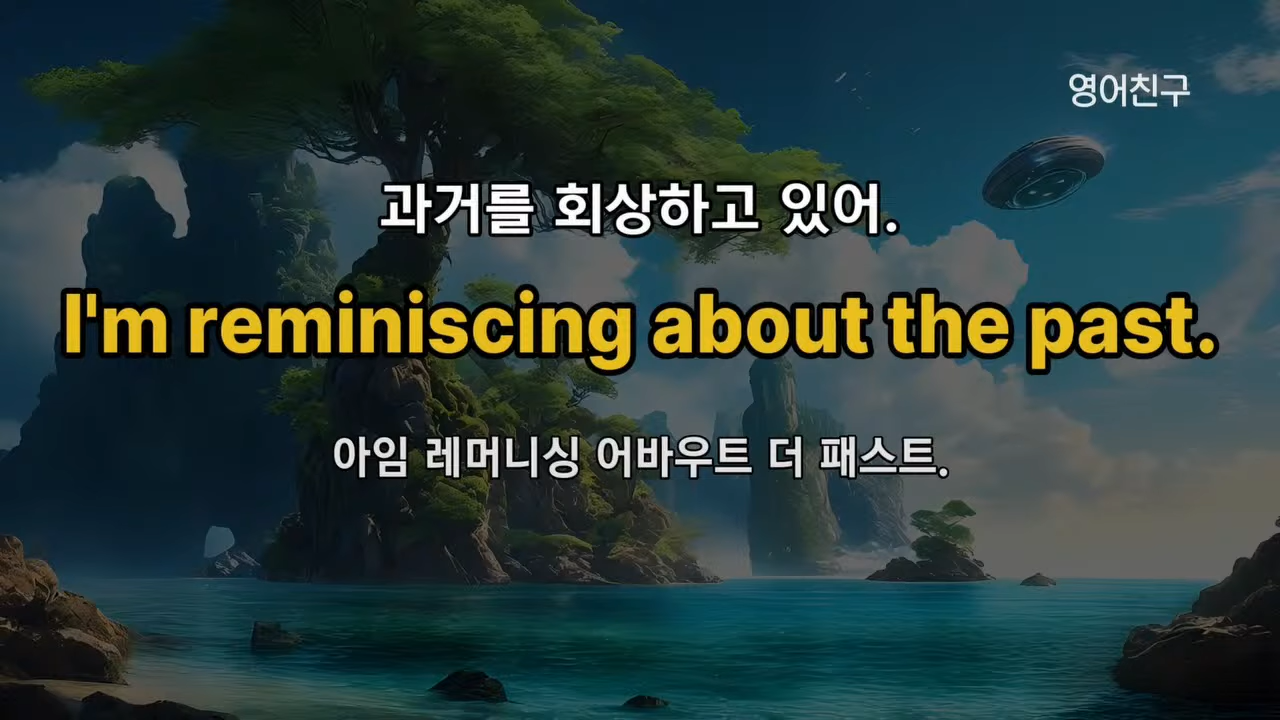 영어친구
과거를 회상하고 있어.
I'm reminiscing about the past.
아임 레머니싱 어바우트 더 패스트.